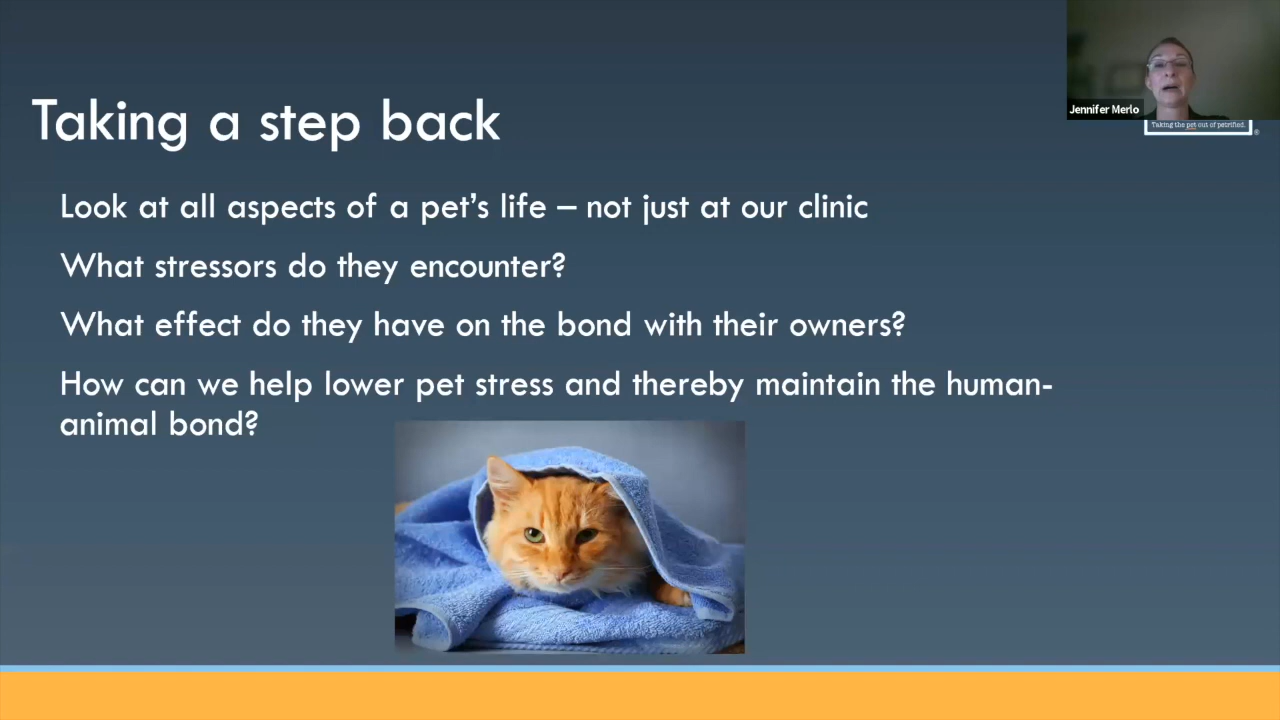 Taking a step back
Look at all aspects of a pet's life – not just at our clinic
What stressors do they encounter?
What effect do they have on the bond with their owners?
How can we help lower pet stress and thereby maintain the human-
animal bond?
Jennifer Merlo
Taking the pet out of petrified.
®